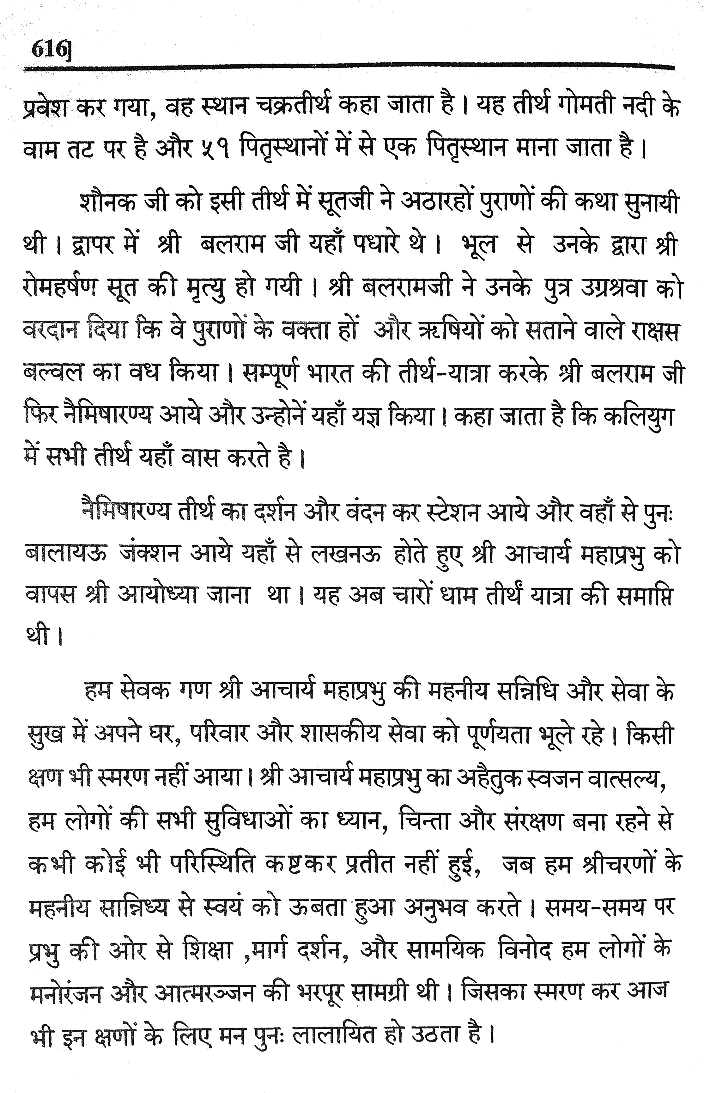 616]
प्रवेश कर गया, वह स्थान चक्रतीर्थ कहा जाता है। यह तीर्थ गोमती नदी के
वाम तट पर है और ५१ पितृस्थानों में से एक पितृस्थान माना जाता है।
शौनक जी को इसी तीर्थ में सूतजी ने अठारहों पुराणों की कथा सुनायी
थी। द्वापर में श्री बलराम जी यहाँ पधारे थे। भूल से उनके द्वारा श्री
रोमहर्षण सूत की मृत्यु हो गयी। श्री बलरामजी ने उनके पुत्र उग्रश्रवा को
वरदान दिया कि वे पुराणों के वक्ता हों और ऋषियों को सताने वाले राक्षस
बल्वल का वध किया। सम्पूर्ण भारत की तीर्थ-यात्रा करके श्री बलराम जी
फिर नैमिषारण्य आये और उन्होनें यहाँ यज्ञ किया। कहा जाता है कि कलियुग
में सभी तीर्थ यहाँ वास करते है।
नैमिषारण्य तीर्थ का दर्शन और वंदन कर स्टेशन आये और वहाँ से पुनः
बालायऊ जंक्शन आये यहाँ से लखनऊ होते हुए श्री आचार्य महाप्रभु को
वापस श्री आयोध्या जाना था। यह अब चारों धाम तीर्थं यात्रा की समाप्ति
थी।
हम सेवक गण श्री आचार्य महाप्रभु की महनीय सन्निधि और सेवा के
सुख में अपने घर, परिवार और शासकीय सेवा को पूर्णयता भूले रहे। किसी
क्षण भी स्मरण नहीं आया। श्री आचार्य महाप्रभु का अहैतुक स्वजन वात्सल्य,
हम लोगों की सभी सुविधाओं का ध्यान, चिन्ता और संरक्षण बना रहने से
कभी कोई भी परिस्थिति कष्टकर प्रतीत नहीं हुई, जब हम श्रीचरणों के
महनीय सान्निध्य से स्वयं को ऊबता हुआ अनुभव करते। समय-समय पर
प्रभु की ओर से शिक्षा ,मार्ग दर्शन, और सामयिक विनोद हम लोगों के
मनोरंजन और आत्मरञ्जन की भरपूर सामग्री थी। जिसका स्मरण कर आज
भी इन क्षणों के लिए मन पुनः लालायित हो उठता है।